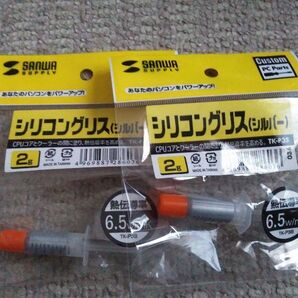 SANWA
SUPPLY
あなたのパソコンをパワーアップ!
シリコングリス(シルバー)
CPUコアとクーラーの間に塗り、熱伝導率を高める。
2g
MADE IN TAIWAN
熱伝導率
6.5
SANWA
SUPPLY
Custom
PC Parts
あなたのパソコンをパワーアップ!
シリコングリス(シルバー)
CPUコアとクーラーの間に塗り、熱伝導率を高める。 TK-P3S
2g
MADE IN TAIWAN
熱伝導率
6.5w/m